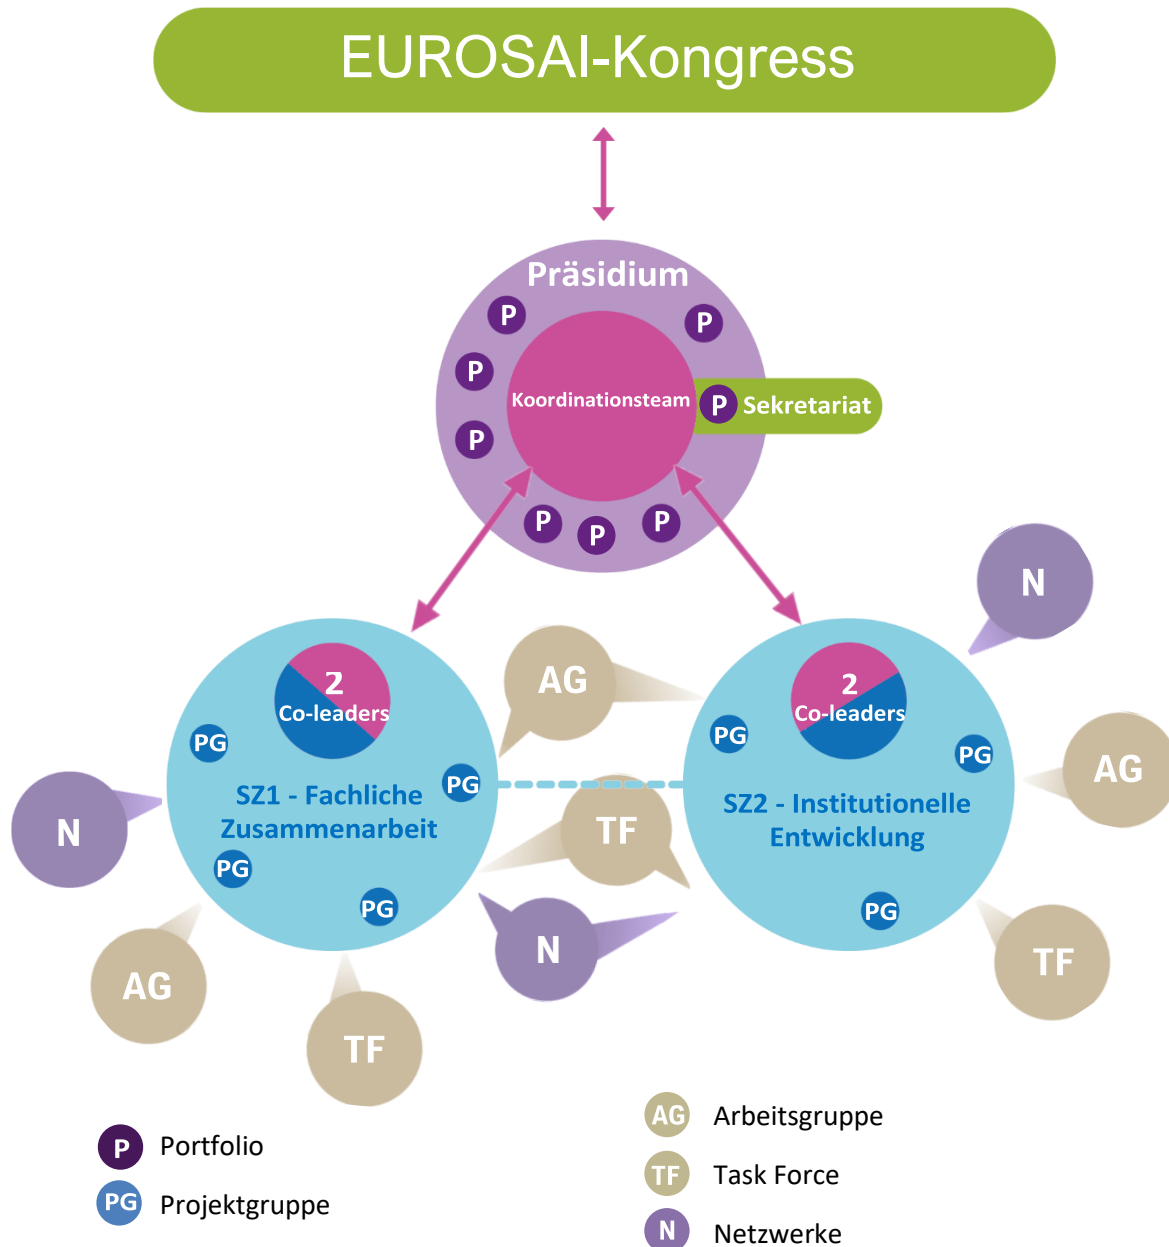 EUROSAI-Kongress
Präsidium
P
P
P
Koordinationsteam
P
Sekretariat
P
P
P
P
N
2
Co-leaders
AG
2
Co-leaders
PG
PG
PG
PG
AG
SZ1 - Fachliche
Zusammenarbeit
SZ2 - Institutionelle
Entwicklung
N
TF
PG
PG
PG
N
TF
AG
TF
P Portfolio
PG Projektgruppe
AG Arbeitsgruppe
TF Task Force
N Netzwerke